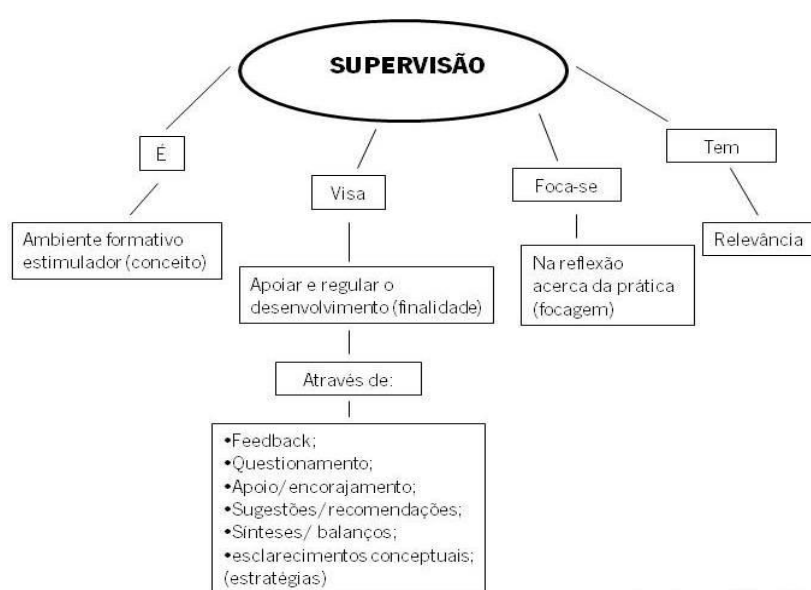 SUPERVISÃO
É
Ambiente formativo
estimulador (conceito)
Visa
Apoiar e regular o
desenvolvimento (finalidade)
Através de:
•Feedback;
•Questionamento;
•Apoio/ encorajamento;
•Sugestões/ recomendações;
•Sínteses/ balanços;
•esclarecimentos conceptuais;
(estratégias)
Foca-se
Na reflexão
acerca da prática
(focagem)
Tem
Relevância